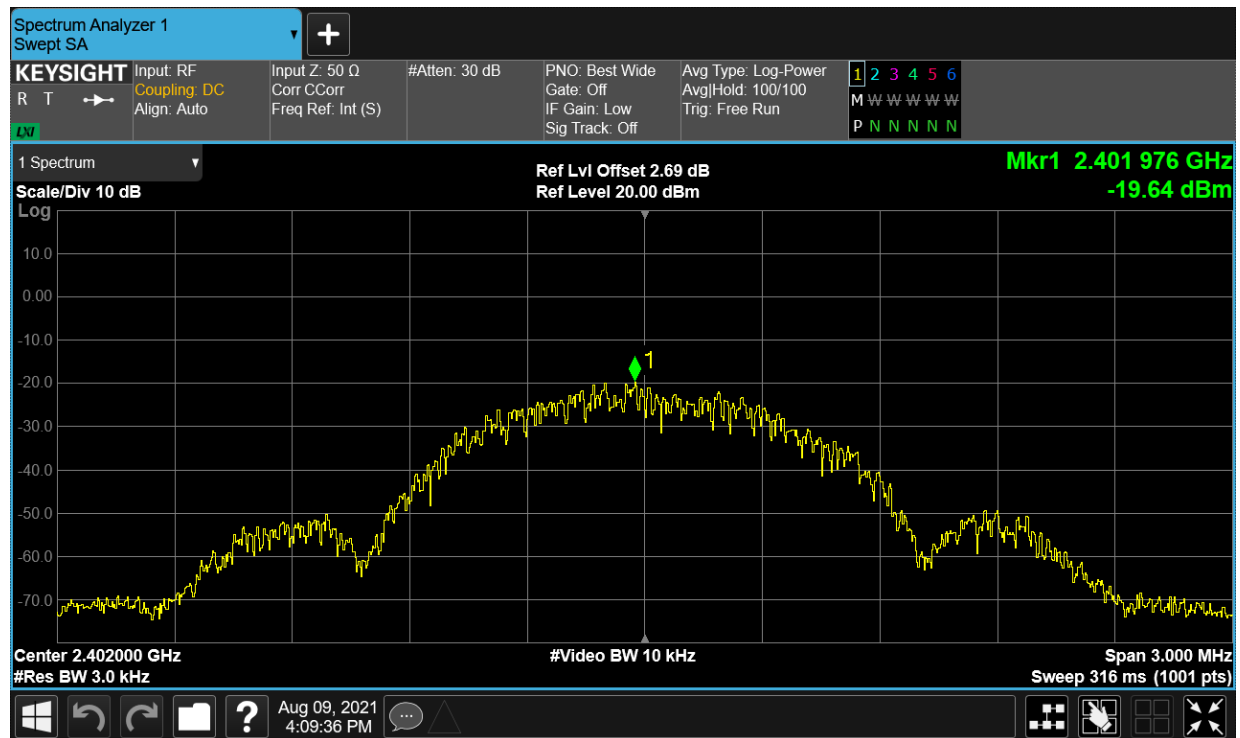 Spectrum Analyzer 1
Swept SA
+
KEYSIGHT
R T
LXI
Input: RF
Coupling: DC
Align: Auto
Input Z: 50 Ω
Corr CCorr
Freq Ref: Int (S)
#Atten: 30 dB
PNO: Best Wide
Gate: Off
IF Gain: Low
Sig Track: Off
Avg Type: Log-Power
Avg|Hold: 100/100
Trig: Free Run
1 2 3 4 5 6
M W W W W W
P N N N N N N
1 Spectrum
Scale/Div 10 dB
Log
Ref Lvl Offset 2.69 dB
Ref Level 20.00 dBm
Mkr1 2.401 976 GHz
-19.64 dBm
10.0
0.00
-10.0
-20.0
-30.0
-40.0
-50.0
-60.0
-70.0
1
Center 2.402000 GHz
#Res BW 3.0 kHz
#Video BW 10 kHz
Span 3.000 MHz
Sweep 316 ms (1001 pts)
?
Aug 09, 2021
4:09:36 PM